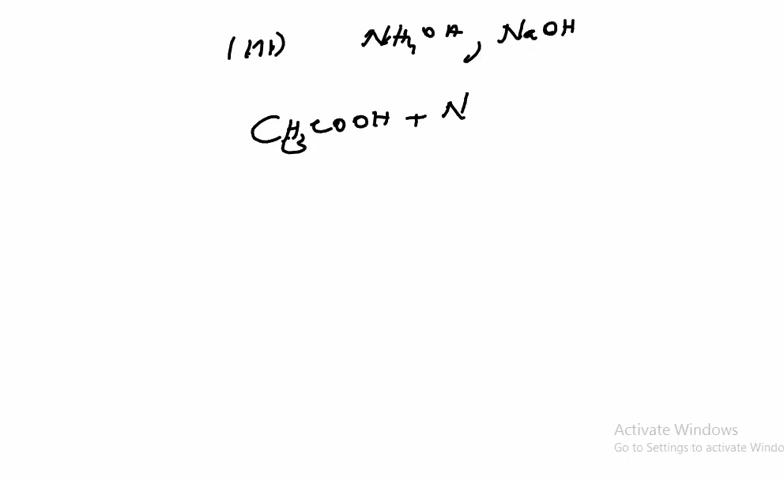 (III) NH4OH, NaOH
CH3COOH + N
Activate Windows
Go to Settings to activate Windo